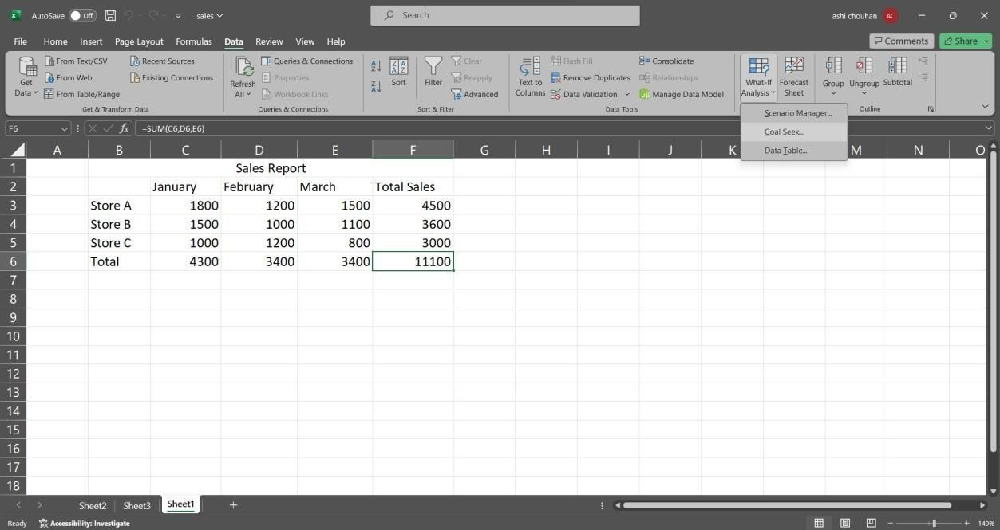 AutoSave Off sales Search ashi chouhan AC
File Home Insert Page Layout Formulas Data Review View Help Comments Share
Get Data
From Text/CSV
From Web
From Table/Range
Recent Sources
Existing Connections
Get & Transform Data
Refresh All
Queries & Connections
Properties
Workbook Links
Queries & Connections
Sort
Filter
Clear
Reapply
Advanced
Sort & Filter
Text to Columns
Flash Fill
Remove Duplicates
Data Validation
Consolidate
Relationships
Manage Data Model
Data Tools
What-If Analysis
Forecast Sheet
Group
Ungroup
Subtotal
Outline
Scenario Manager...
Goal Seek...
Data Table...
F6 fx =SUM(C6,D6,E6)
A B C D E F G H I J K M N O
1 Sales Report
2 January February March Total Sales
3 Store A 1800 1200 1500 4500
4 Store B 1500 1000 1100 3600
5 Store C 1000 1200 800 3000
6 Total 4300 3400 3400 11100
7
8
9
10
11
12
13
14
15
16
17
18
Sheet2 Sheet3 Sheet1
Ready Accessibility: Investigate 149%